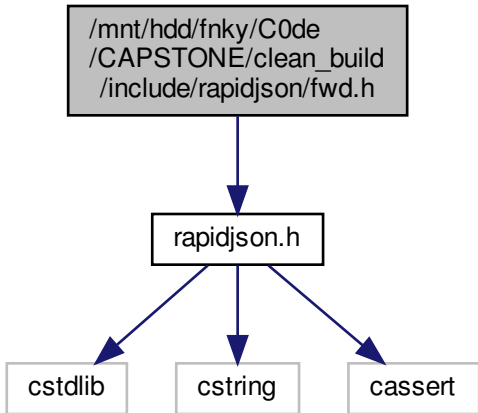 /mnt/hdd/fnky/C0de
/CAPSTONE/clean_build
/include/rapidjson/fwd.h
rapidjson.h
cstdlib
cstring
cassert